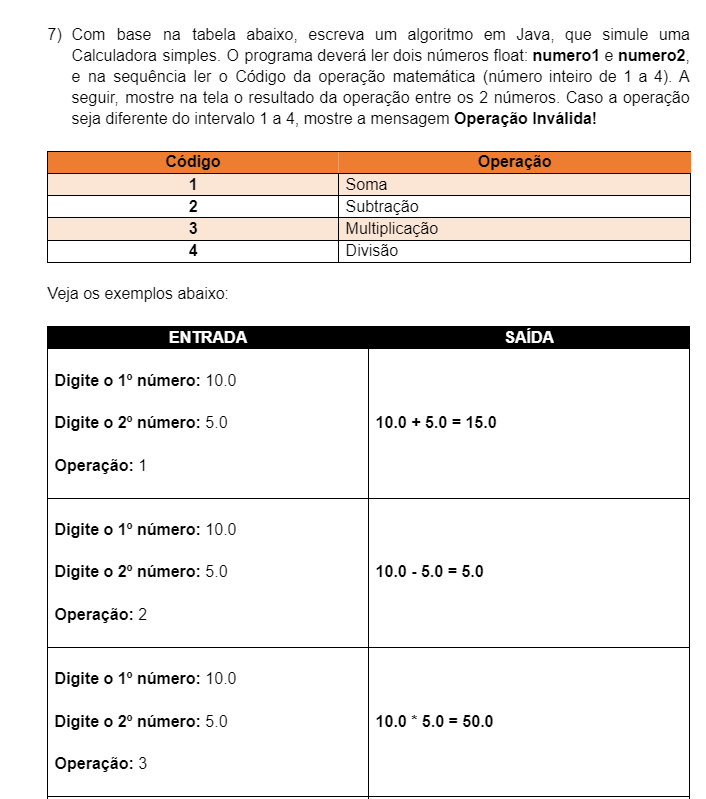 7) Com base na tabela abaixo, escreva um algoritmo em Java, que simule uma
Calculadora simples. O programa deverá ler dois números float: numero1 e numero2,
e na sequência ler o Código da operação matemática (número inteiro de 1 a 4). A
seguir, mostre na tela o resultado da operação entre os 2 números. Caso a operação
seja diferente do intervalo 1 a 4, mostre a mensagem Operação Inválida!
Código Operação
1 Soma
2 Subtração
3 Multiplicação
4 Divisão
Veja os exemplos abaixo:
ENTRADA SAÍDA
Digite o 1º número: 10.0
Digite o 2º número: 5.0
Operação: 1
10.0 + 5.0 = 15.0
Digite o 1º número: 10.0
Digite o 2º número: 5.0
Operação: 2
10.0 - 5.0 = 5.0
Digite o 1º número: 10.0
Digite o 2º número: 5.0
Operação: 3
10.0 * 5.0 = 50.0